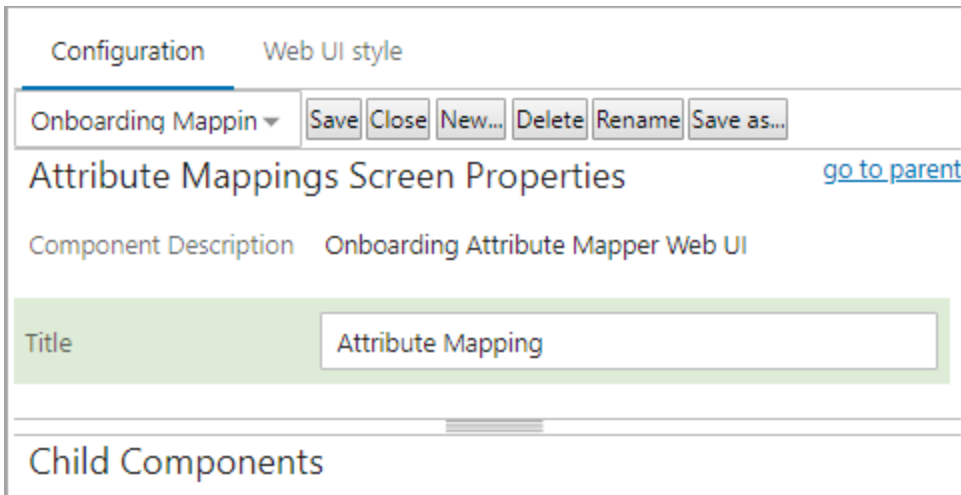 Configuration Web UI style
Onboarding Mappin Save Close New... Delete Rename Save as...
Attribute Mappings Screen Properties go to parent
Component Description Onboarding Attribute Mapper Web UI
Title Attribute Mapping
Child Components